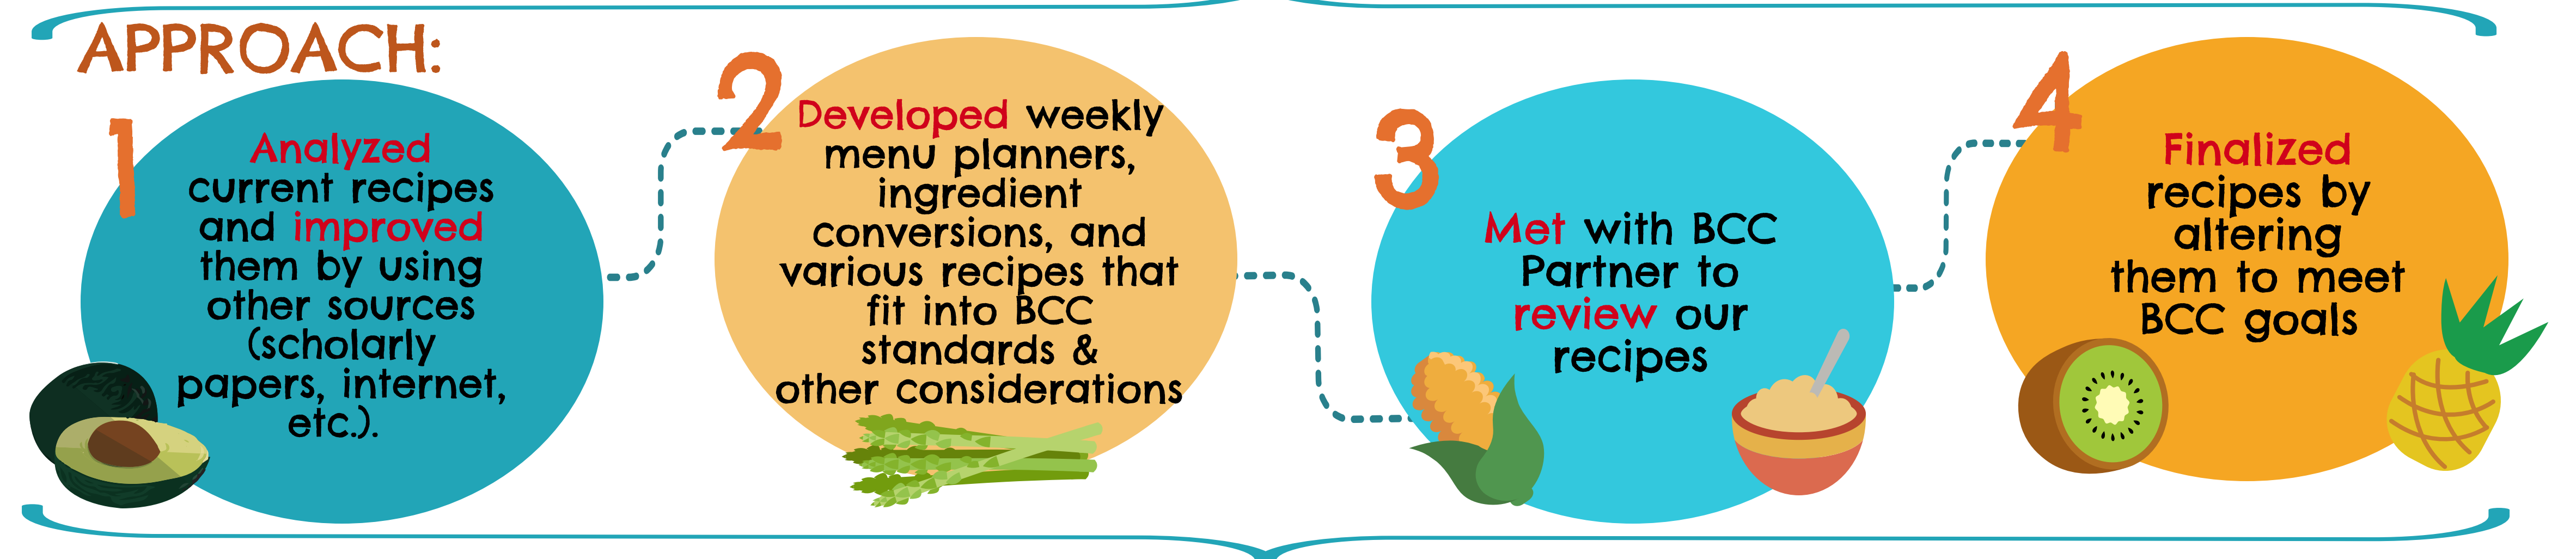 APPROACH:
1
Analyzed
current recipes
and improved
them by using
other sources
(scholarly
papers, internet,
etc.).
2
Developed weekly
menu planners,
ingredient
conversions, and
various recipes that
fit into BCC
standards &
other considerations
3
Met with BCC
Partner to
review our
recipes
4
Finalized
recipes by
altering
them to meet
BCC goals